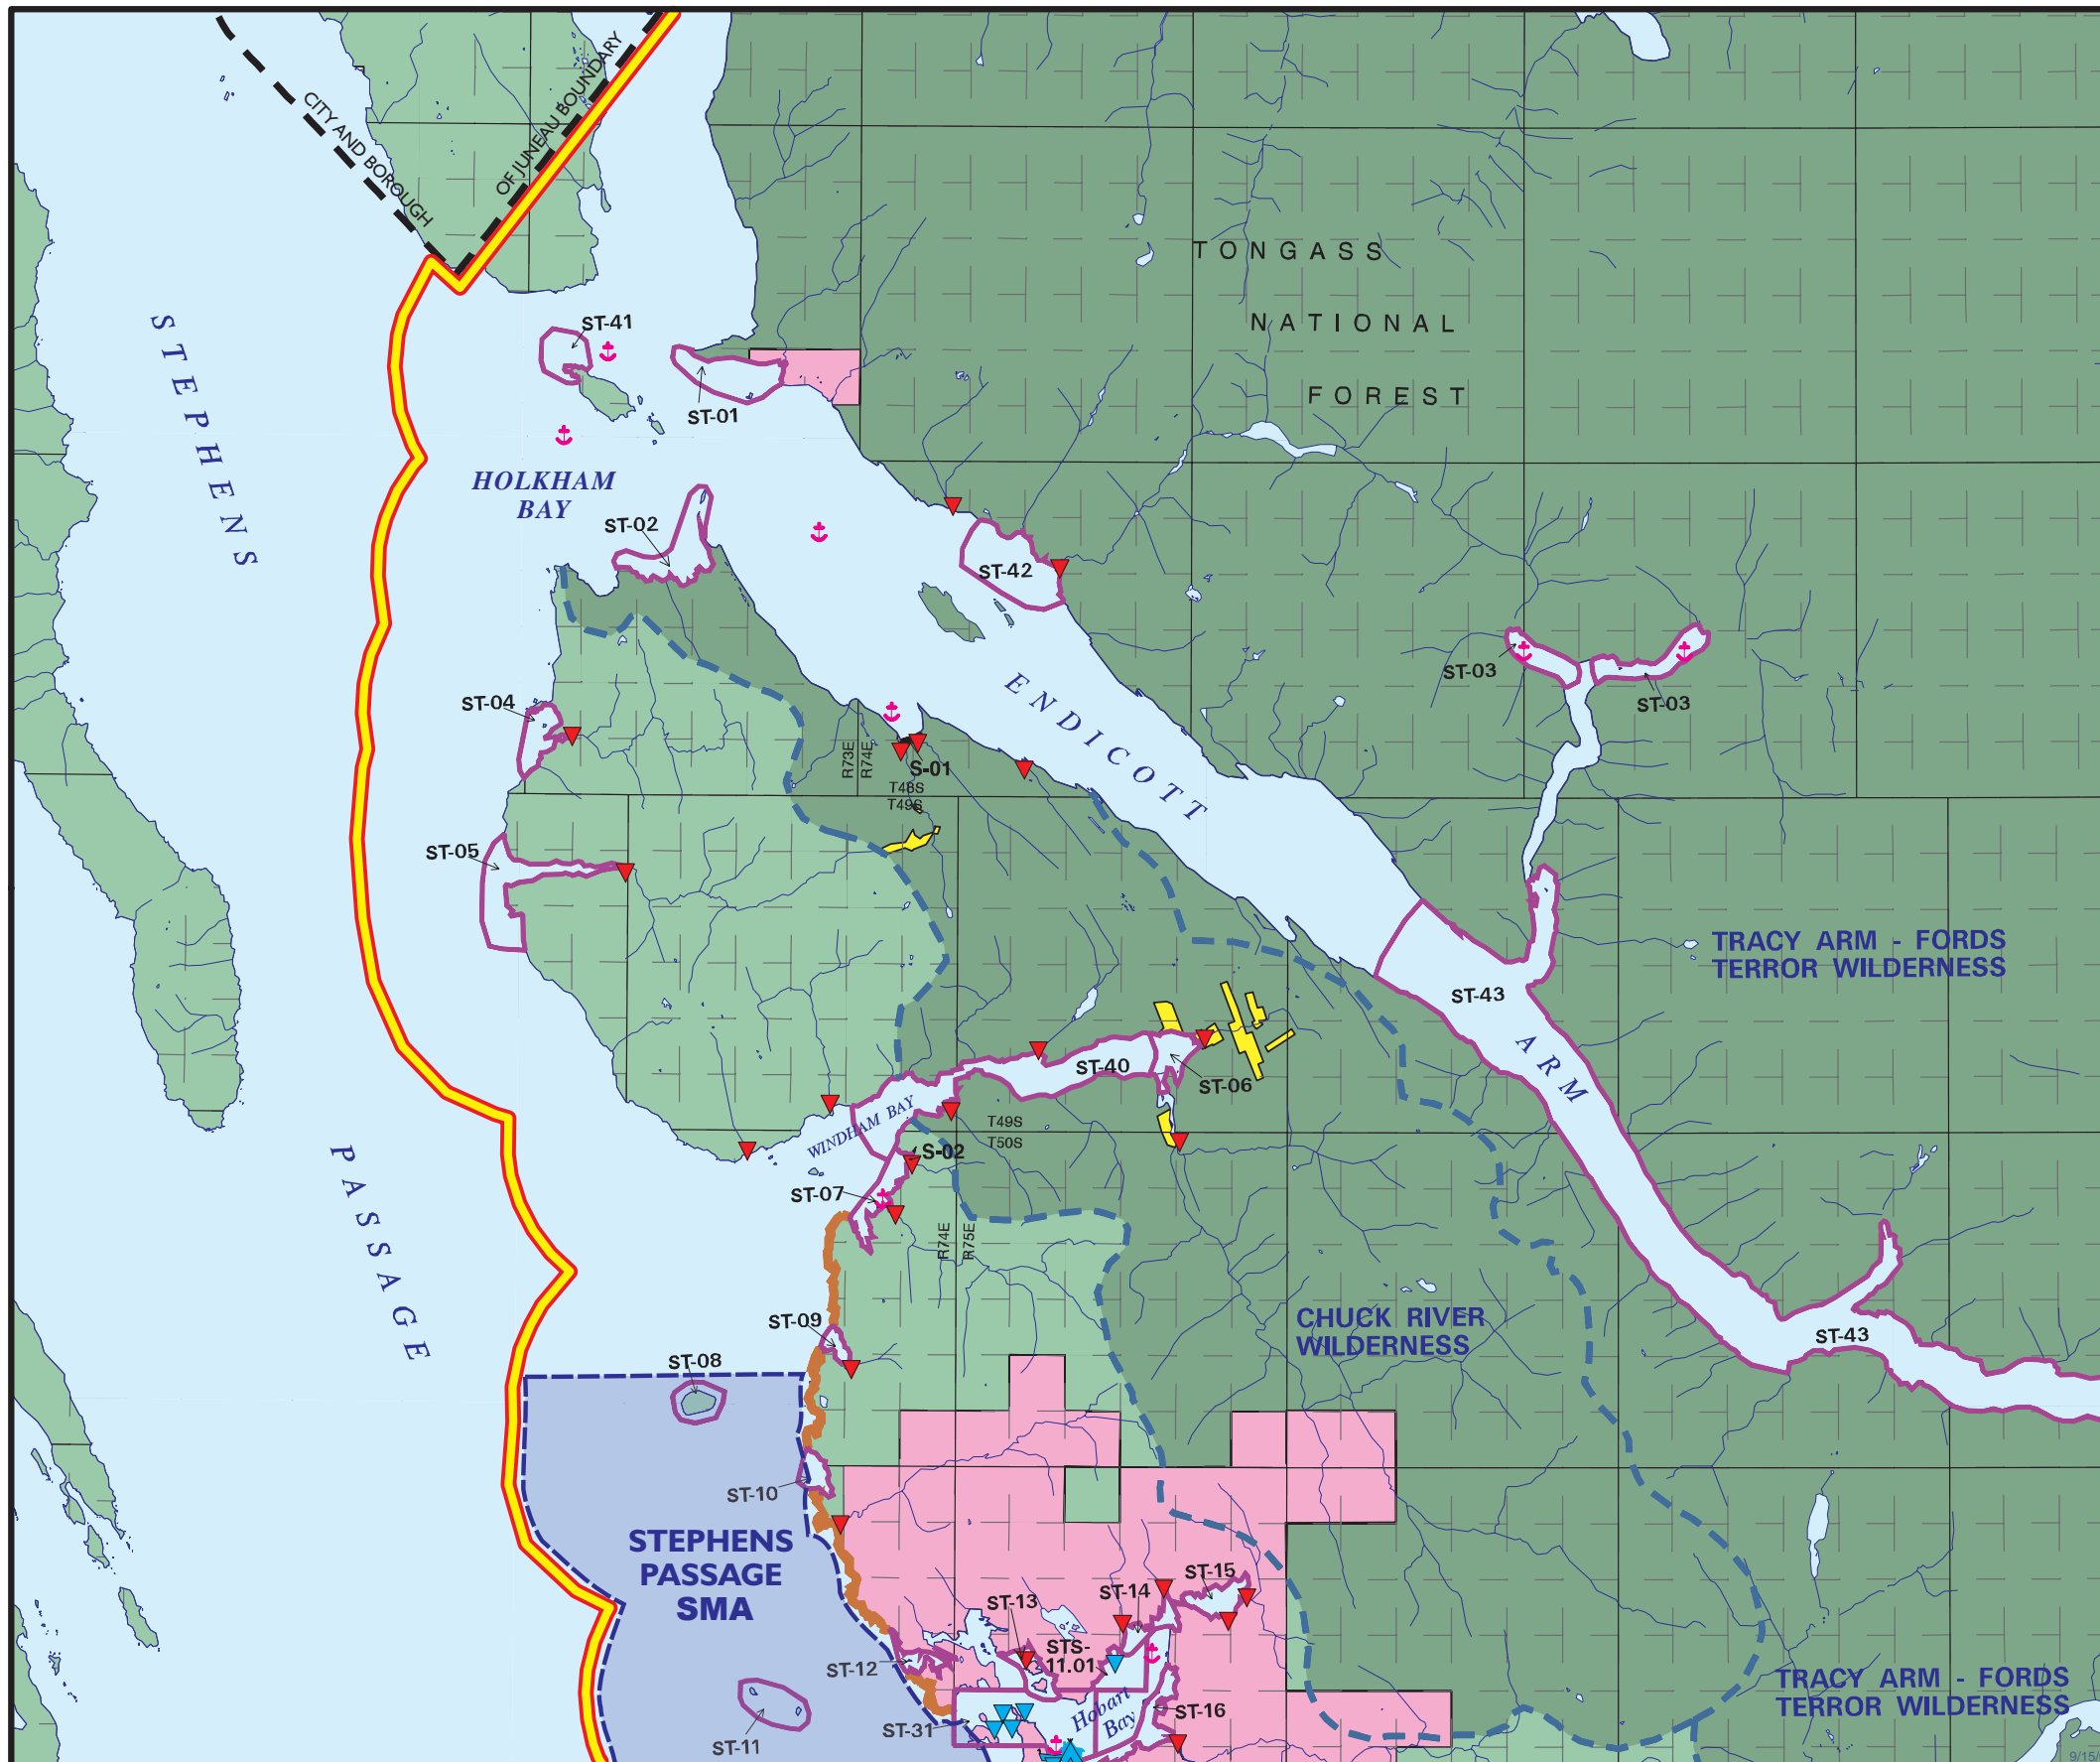 CITY AND BOROUGH
OF JUNEAU BOUNDARY
TONGASS
NATIONAL
FOREST
STEPHENS
ST-41
ST-01
HOLKHAM
BAY
ST-02
ST-42
ST-03
ST-03
ENDICOTT
ST-04
R73E
R74E
S-01
T48S
T49S
ST-05
TRACY ARM - FORDS
TERROR WILDERNESS
ST-43
ARM
ST-40
ST-06
WINDHAM BAY
T49S
T50S
S-02
ST-07
PASSAGE
R74E
R75E
ST-09
CHUCK RIVER
WILDERNESS
ST-43
ST-08
ST-10
STEPHENS
PASSAGE
SMA
ST-15
ST-14
ST-13
STS-
11.01
ST-12
TRACY ARM - FORDS
TERROR WILDERNESS
Hobart
Bay
ST-16
ST-31
ST-11